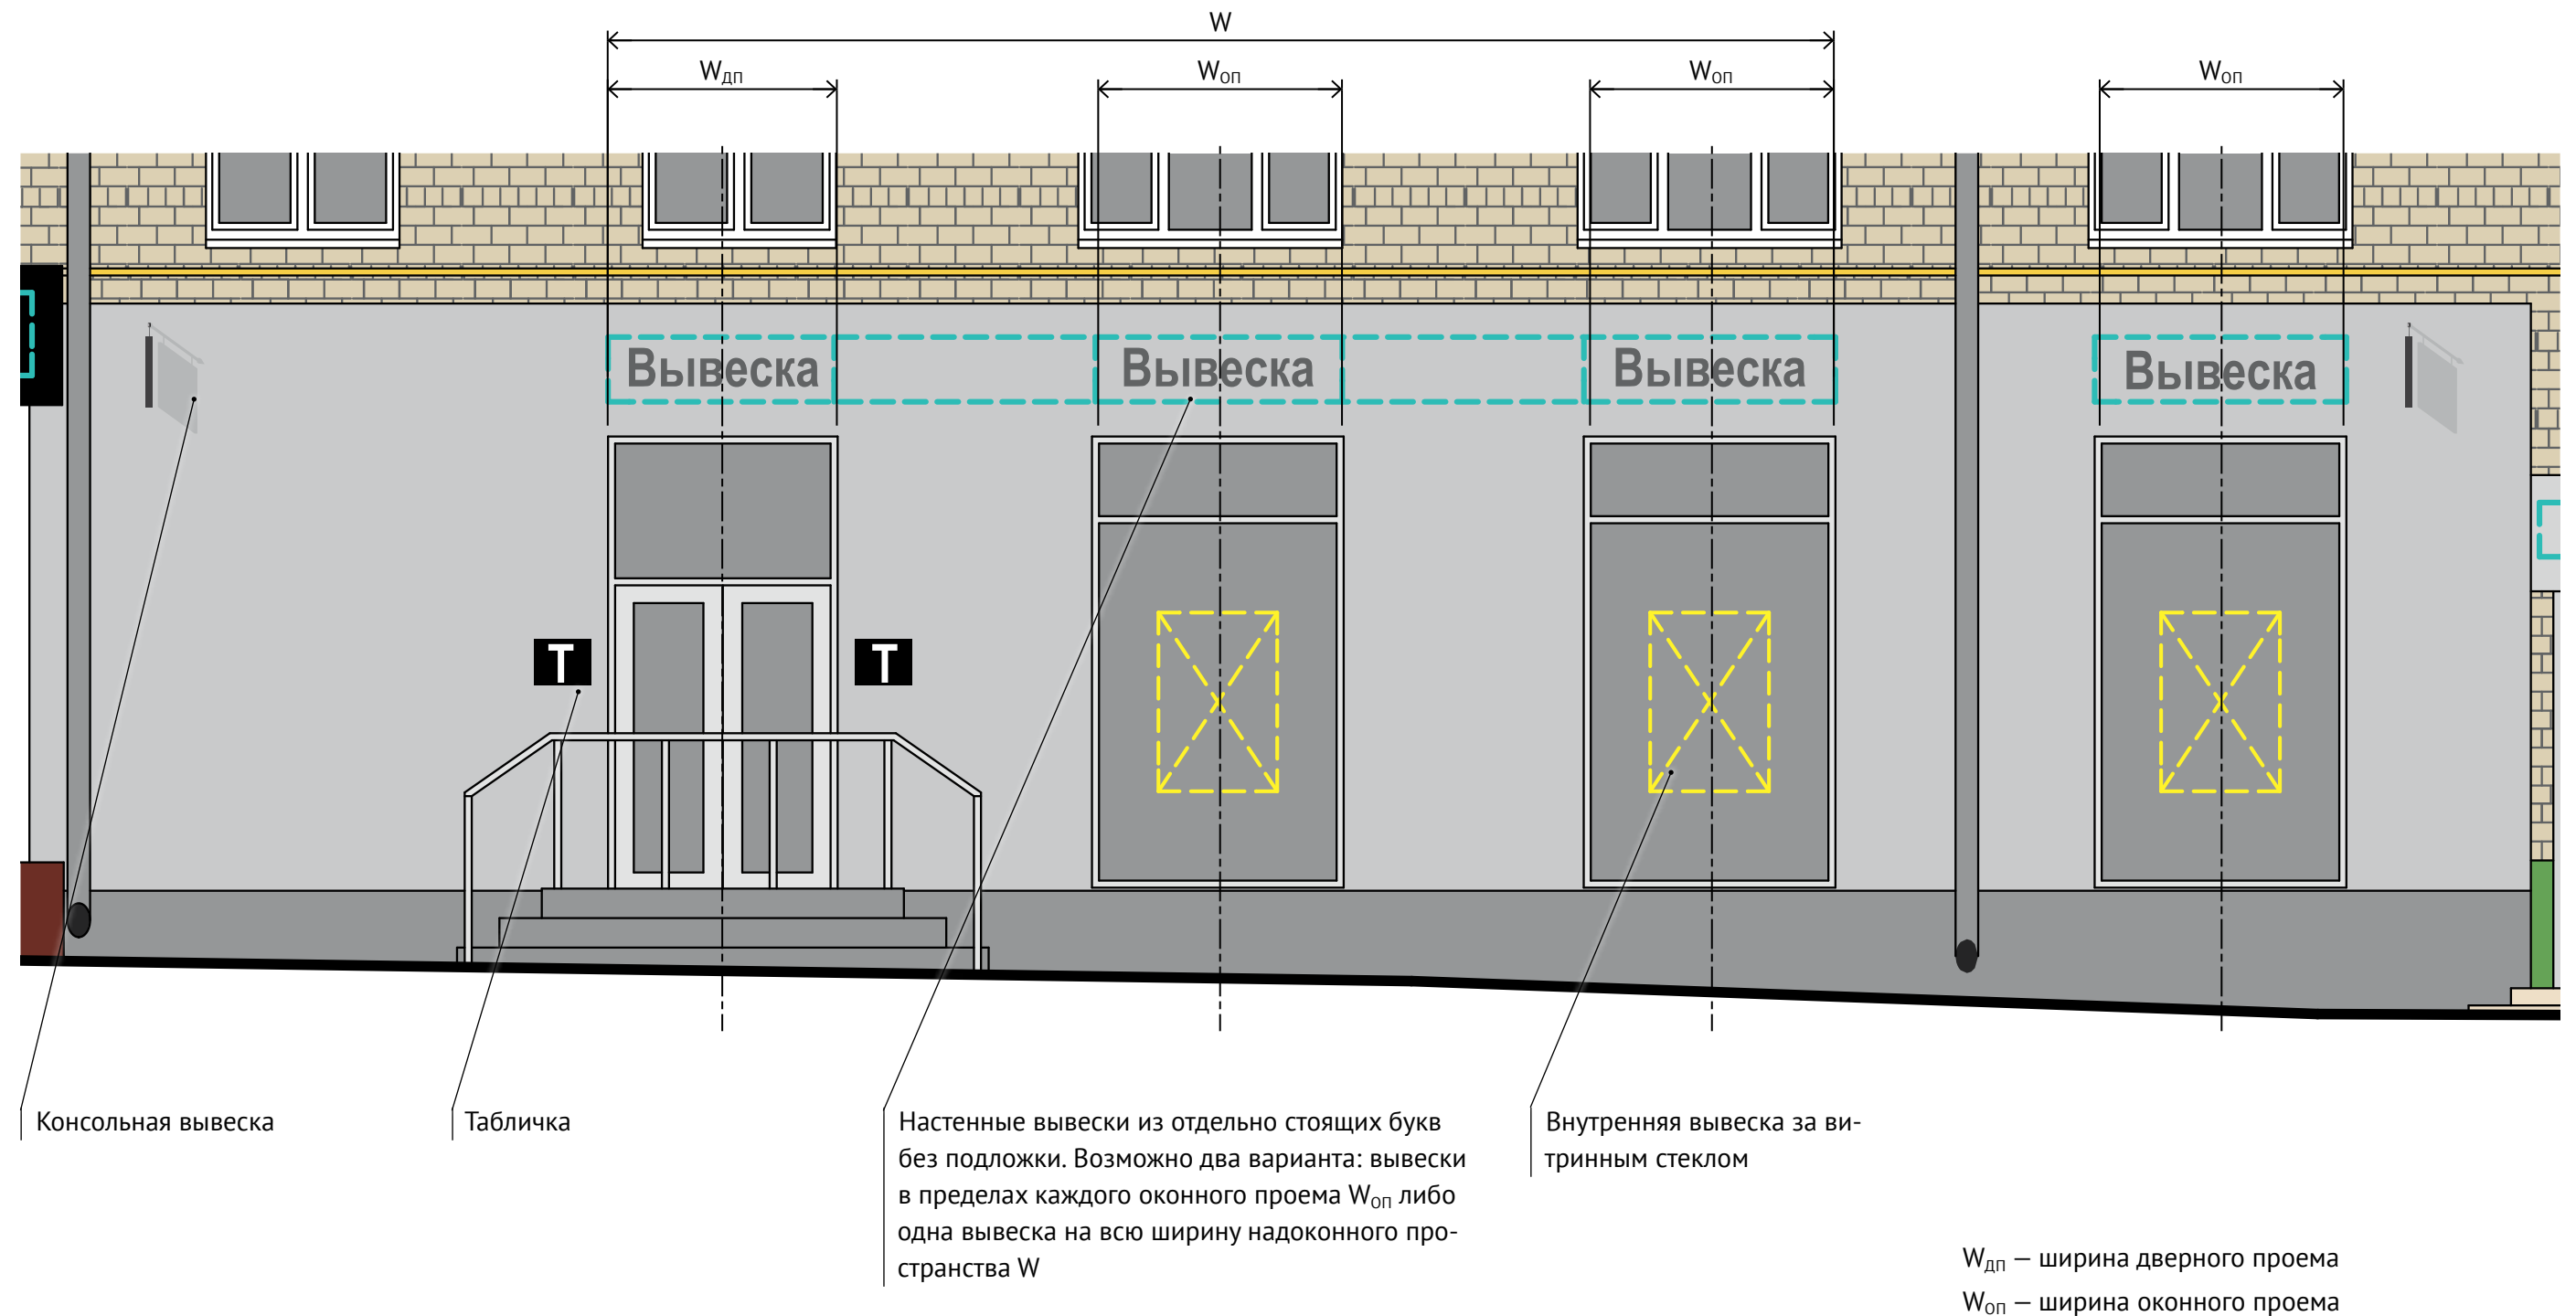 W
Wдп Wоп Wоп Wоп
Вывеска Вывеска Вывеска Вывеска
T T
Консольная вывеска
Табличка
Настенные вывески из отдельно стоящих букв
без подложки. Возможно два варианта: вывески
в пределах каждого оконного проема Wоп либо
одна вывеска на всю ширину надоконного про-
странства W
Внутренняя вывеска за ви-
тринным стеклом
Wдп – ширина дверного проема
Wоп – ширина оконного проема